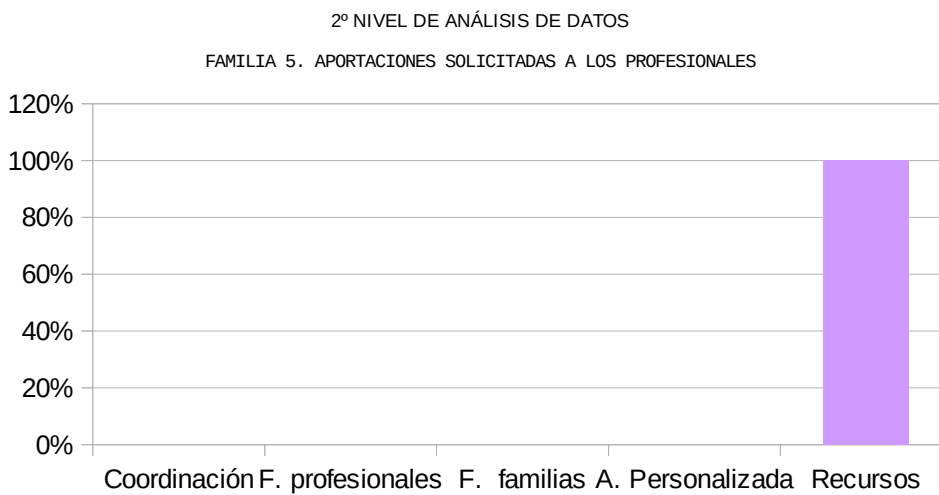 2º NIVEL DE ANÁLISIS DE DATOS
FAMILIA 5. APORTACIONES SOLICITADAS A LOS PROFESIONALES
120%
100%
80%
60%
40%
20%
0%
Coordinación F. profesionales F. familias A. Personalizada Recursos